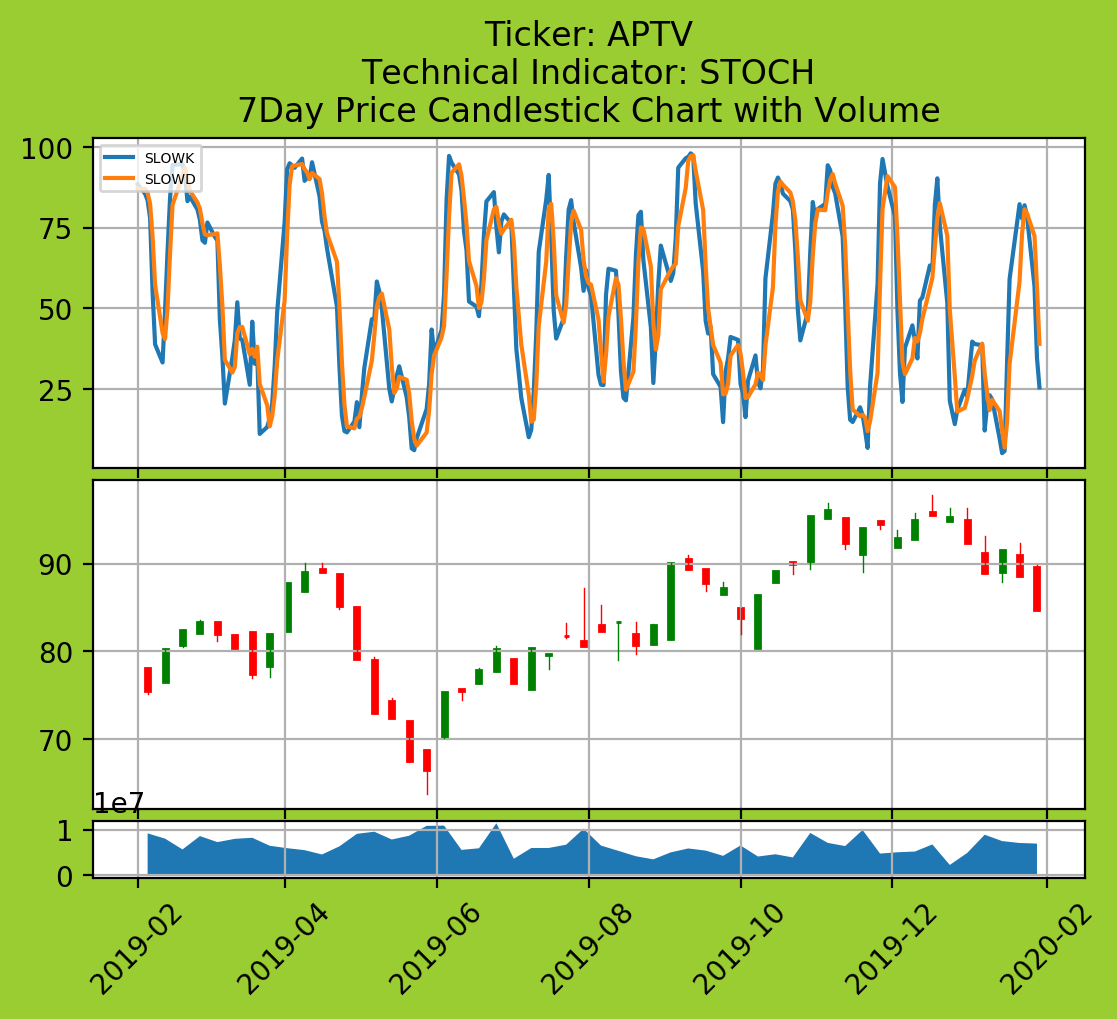 Ticker: APTV
Technical Indicator: STOCH
7Day Price Candlestick Chart with Volume
100
75
50
25
SLOWK
SLOWD
90
80
70
1e7
1
0
2019-02
2019-04
2019-06
2019-08
2019-10
2019-12
2020-02